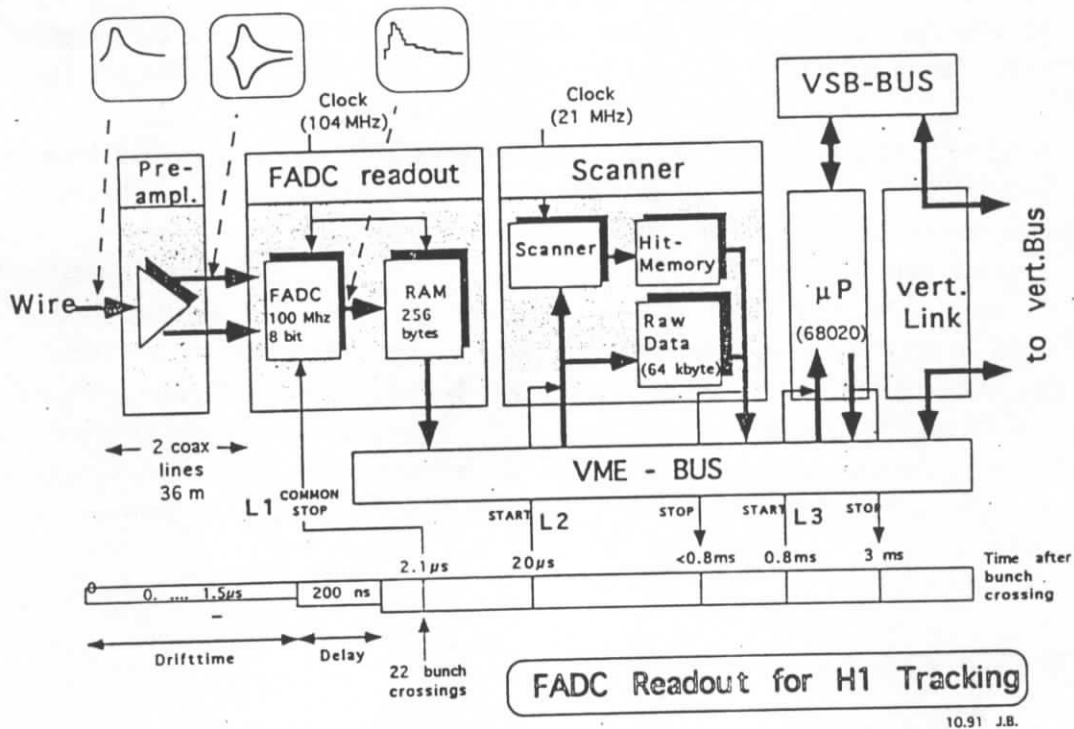 Clock
(104 MHz)
Clock
(21 MHz)
VSB-BUS
Pre-
ampl.
FADC readout
Scanner
Wire
FADC
100 Mhz
8 bit
RAM
256
bytes
Scanner
Hit-
Memory
Raw
Data
(64 kbyte)
µP
(68020)
vert.
Link
to vert.Bus
2 coax
lines
36 m
VME - BUS
L1 COMMON
STOP
START L2
STOP
START L3 STOP
2.1µs
20µs
<0.8ms
0.8ms
3 ms
Time after
bunch
crossing
0
0. .... 1.5µs
200 ns
Drifttime
Delay
22 bunch
crossings
FADC Readout for H1 Tracking
10.91 J.B.